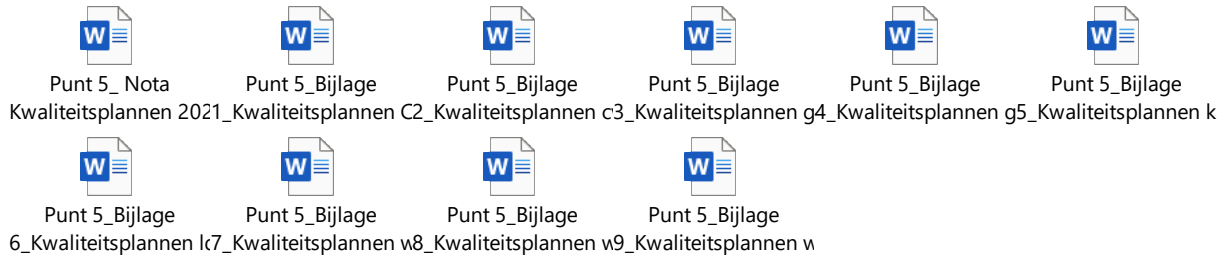 Punt 5_ Nota Punt 5_Bijlage Punt 5_Bijlage Punt 5_Bijlage Punt 5_Bijlage Punt 5_Bijlage
Kwaliteitsplannen 2021_Kwaliteitsplannen C2_Kwaliteitsplannen c3_Kwaliteitsplannen g4_Kwaliteitsplannen g5_Kwaliteitsplannen k
Punt 5_Bijlage Punt 5_Bijlage Punt 5_Bijlage Punt 5_Bijlage
6_Kwaliteitsplannen l7_Kwaliteitsplannen w8_Kwaliteitsplannen w9_Kwaliteitsplannen w